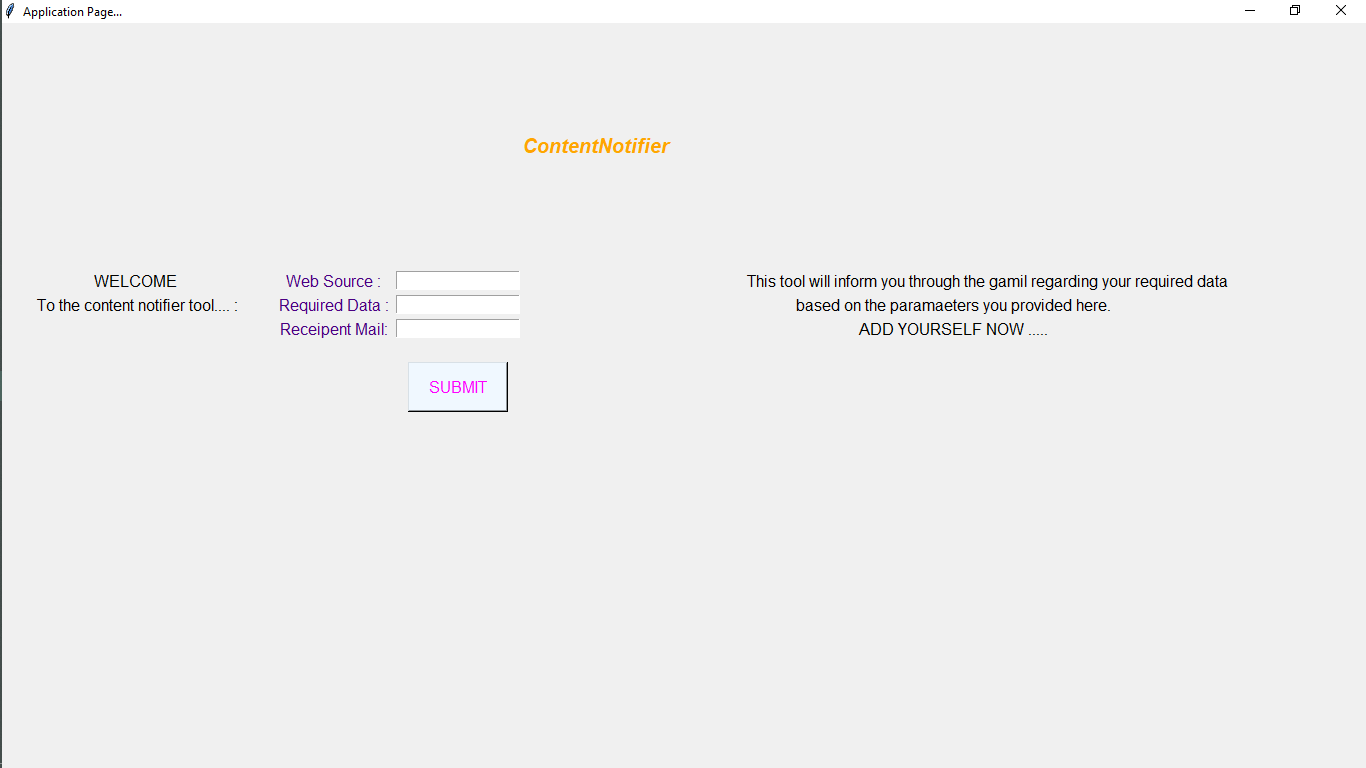 Application Page...
ContentNotifier
WELCOME
To the content notifier tool.... :
Web Source :
Required Data :
Receipent Mail:
SUBMIT
This tool will inform you through the gamil regarding your required data
based on the paramaeters you provided here.
ADD YOURSELF NOW .....